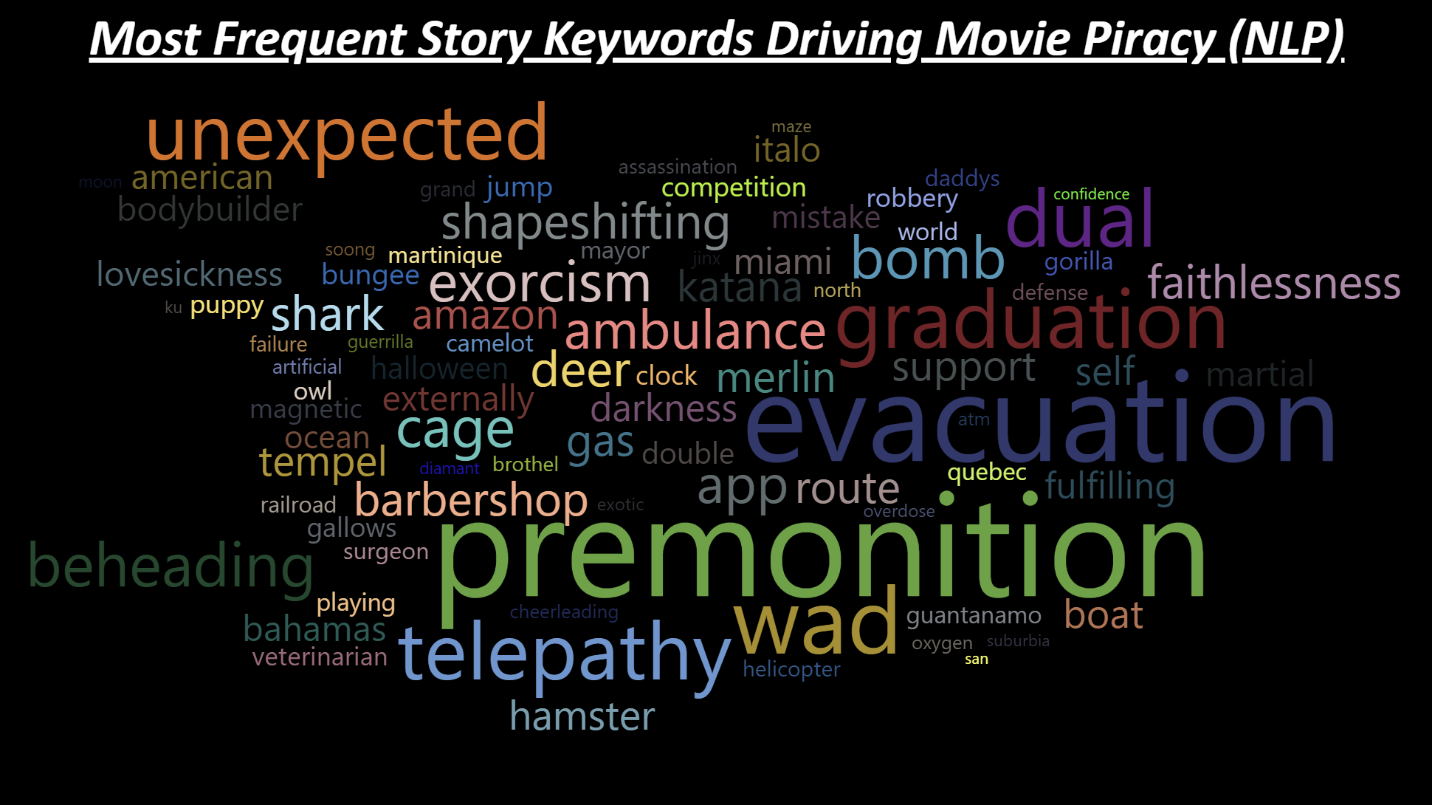 Most Frequent Story Keywords Driving Movie Piracy (NLP)
unexpected
maze
italo
assassination
moon
american
grand
jump
competition
daddys
robbery
confidence
bodybuilder
shapeshifting
mistake
world
dual
soong
martinique
mayor
jinx
miami
bomb
gorilla
lovesickness
bungee
exorcism
katana
north
defense
faithlessness
ku
puppy
shark
amazon
ambulance
graduation
failure
guerrilla
camelot
artificial
halloween
deer
clock
merlin
support
self
martial
owl
magnetic
externally
darkness
evacuation
atm
ocean
cage
gas
double
tempel
diamant
brothel
quebec
app
route
fulfilling
railroad
barbershop
exotic
overdose
gallows
surgeon
premonition
beheading
playing
cheerleading
wad
guantanamo
boat
bahamas
telepathy
oxygen
suburbia
veterinarian
san
helicopter
hamster